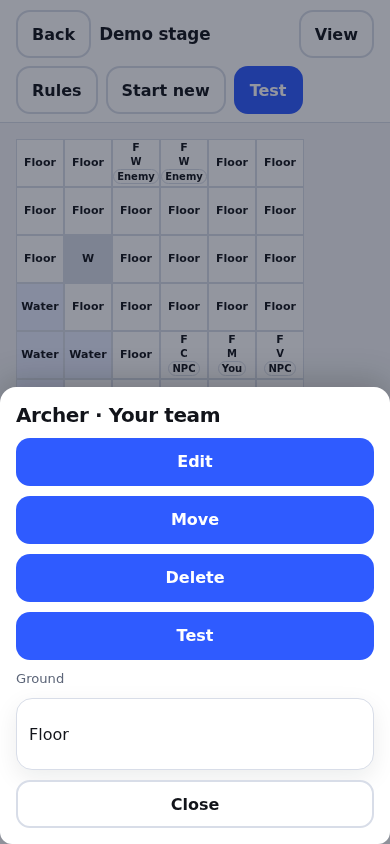 Back Demo stage View
Rules Start new Test
Floor Floor F W Enemy F W Enemy Floor Floor
Floor Floor Floor Floor Floor Floor
Floor W Floor Floor Floor Floor
Water Floor Floor Floor Floor Floor
Water Water Floor F C NPC F M You F V NPC
Archer · Your team
Edit
Move
Delete
Test
Ground
Floor
Close